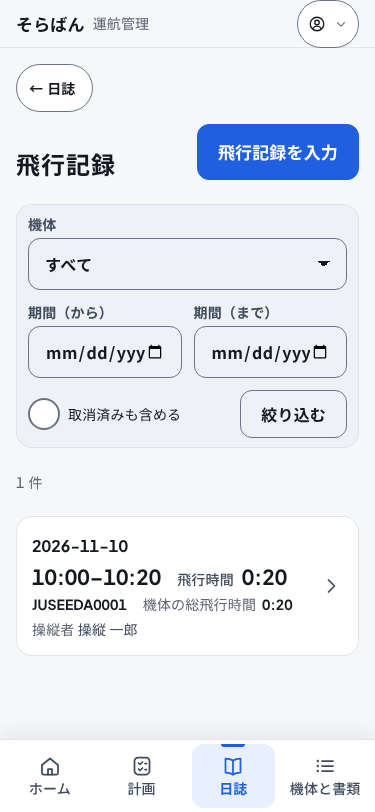 そらばん 運航管理
← 日誌
飛行記録
飛行記録を入力
機体
すべて
期間（から） 期間（まで）
mm/dd/yyy mm/dd/yyy
取消済みも含める 絞り込む
1 件
2026-11-10
10:00–10:20 飛行時間 0:20
JUSEEDA0001 機体の総飛行時間 0:20
操縦者 操縦 一郎
ホーム 計画 日誌 機体と書類